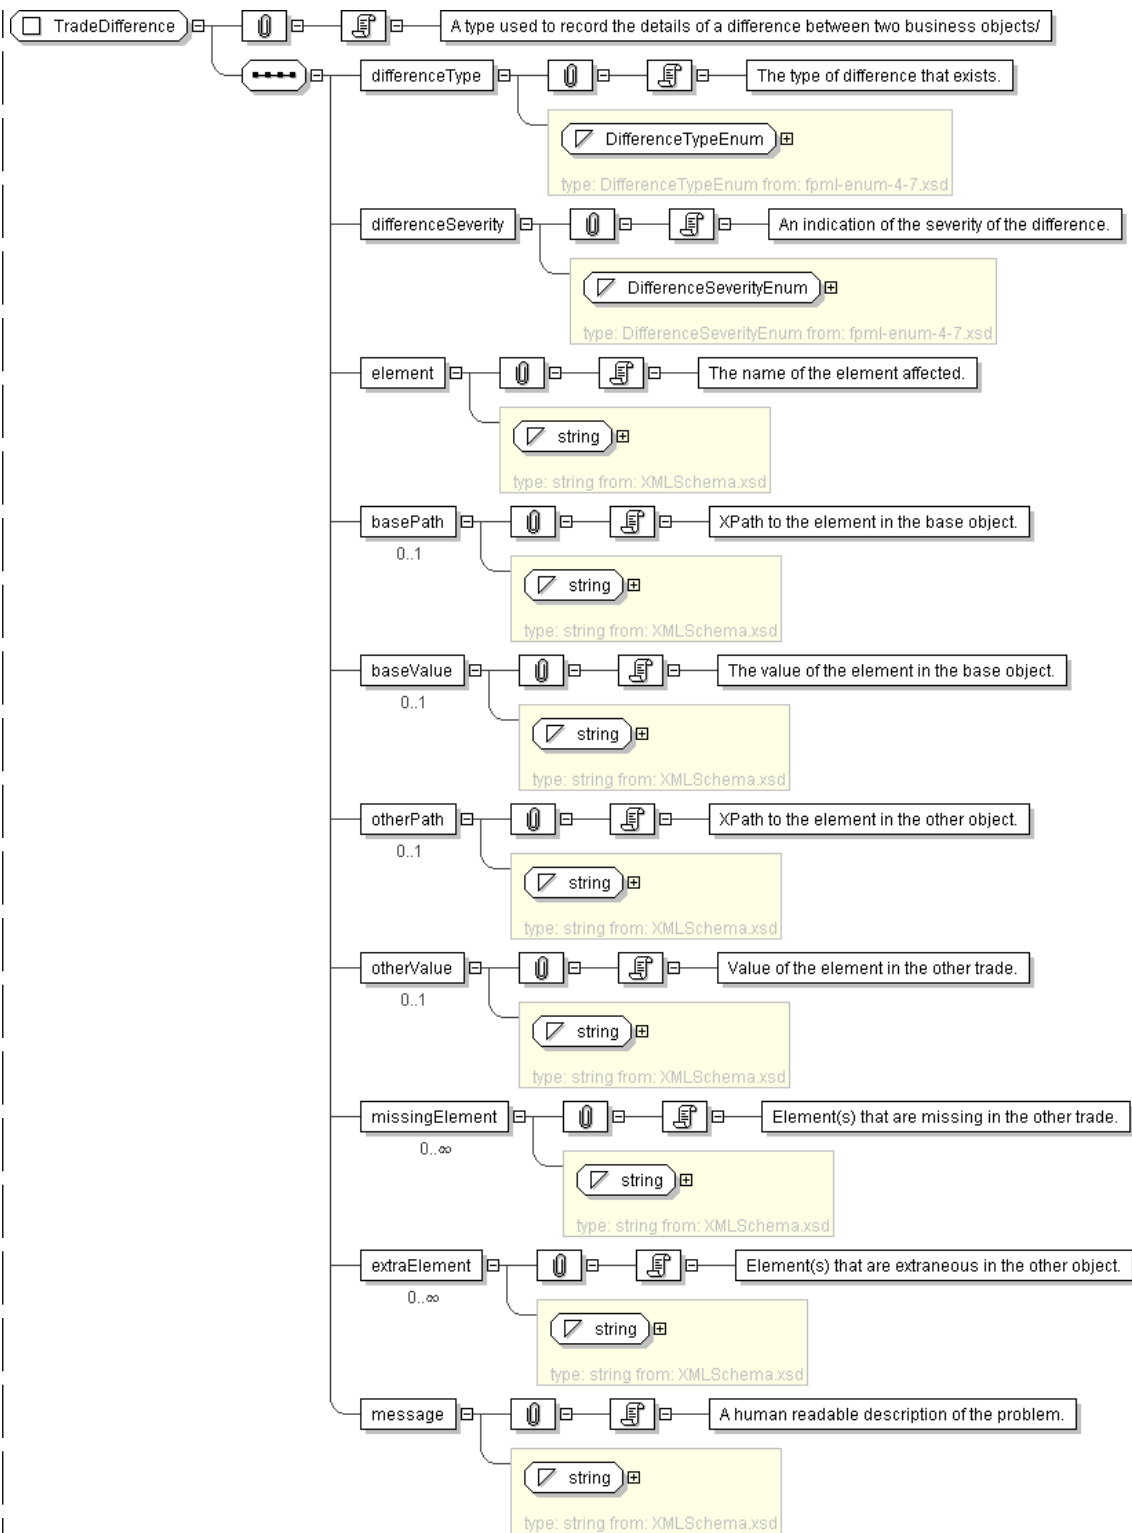 TradeDifference A type used to record the details of a difference between two business objects/
differenceType The type of difference that exists.
DifferenceTypeEnum
type: DifferenceTypeEnum from: fpml-enum-4-7.xsd
differenceSeverity An indication of the severity of the difference.
DifferenceSeverityEnum
type: DifferenceSeverityEnum from: fpml-enum-4-7.xsd
element The name of the element affected.
string
type: string from: XMLSchema.xsd
basePath XPath to the element in the base object.
0..1
string
type: string from: XMLSchema.xsd
baseValue The value of the element in the base object.
0..1
string
type: string from: XMLSchema.xsd
otherPath XPath to the element in the other object.
0..1
string
type: string from: XMLSchema.xsd
otherValue Value of the element in the other trade.
0..1
string
type: string from: XMLSchema.xsd
missingElement Element(s) that are missing in the other trade.
0..∞
string
type: string from: XMLSchema.xsd
extraElement Element(s) that are extraneous in the other object.
0..∞
string
type: string from: XMLSchema.xsd
message A human readable description of the problem.
string
type: string from: XMLSchema.xsd